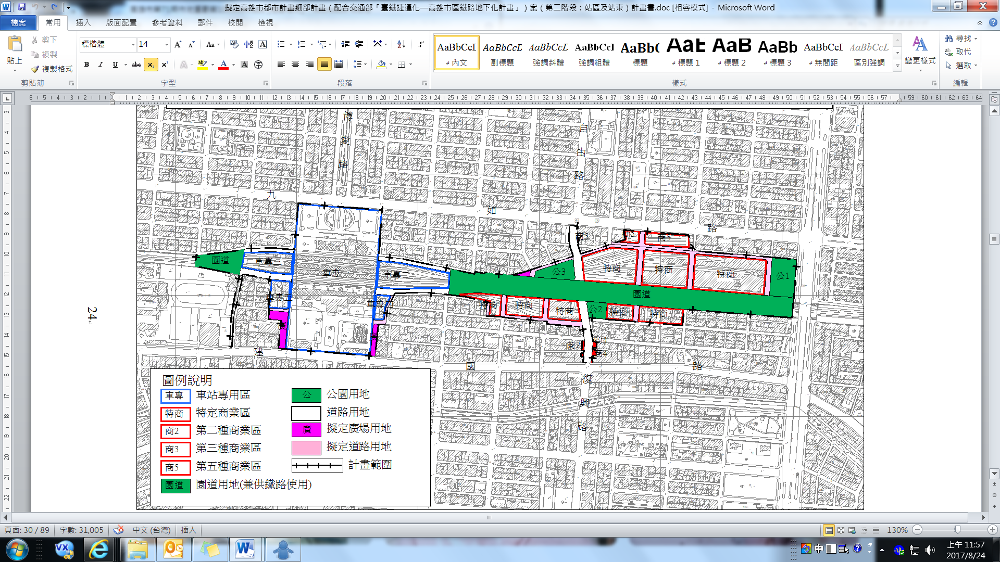 擬定高雄市都市計畫細部計畫（配合交通部「臺鐵捷運化—高雄市區鐵路地下化計畫」）案（第二階段：站區及站東）計畫書.doc [相容模式] - Microsoft Word
檔案 常用 插入 版面配置 參考資料 郵件 校閱 檢視
貼上 剪下 複製 複製格式 剪貼簿
標楷體 14
B I U abc x₂ x² 字型
段落
AaBbCcI AaBbCcD AaBbCcL AaBbCcI AaBbC AaE AaB AaBb AaBbCcI AaBbCcL
內文 副標題 強調斜體 強調粗體 標題 標題 1 標題 2 標題 3 無間距 區別強調
樣式
變更樣式
尋找
取代
選取
編輯
博愛路
自由路
九如路
建國路
復興路
園道 車專二 車專一 車專二 公3 特商 特商 特商 公1
商5 商5 商5
園道
特商 特商 特商 公2 特商 特商
商2 商4
商4
24
圖例說明
車專 車站專用區
特商 特定商業區
商2 第二種商業區
商3 第三種商業區
商5 第五種商業區
園道 園道用地(兼供鐵路使用)
公 公園用地
道路用地
廣 擬定廣場用地
擬定道路用地
計畫範圍
頁面: 30 / 89 字數: 31,005 中文 (台灣) 插入 130%
中
上午 11:57
2017/8/24